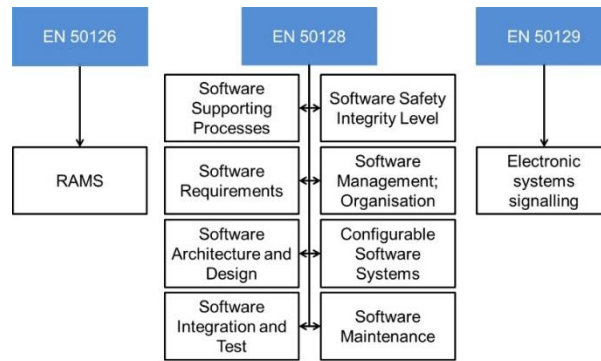 EN 50126
EN 50128
EN 50129
Software
Supporting
Processes
Software Safety
Integrity Level
RAMS
Software
Requirements
Software
Management;
Organisation
Electronic
systems
signalling
Software
Architecture and
Design
Configurable
Software
Systems
Software
Integration and
Test
Software
Maintenance